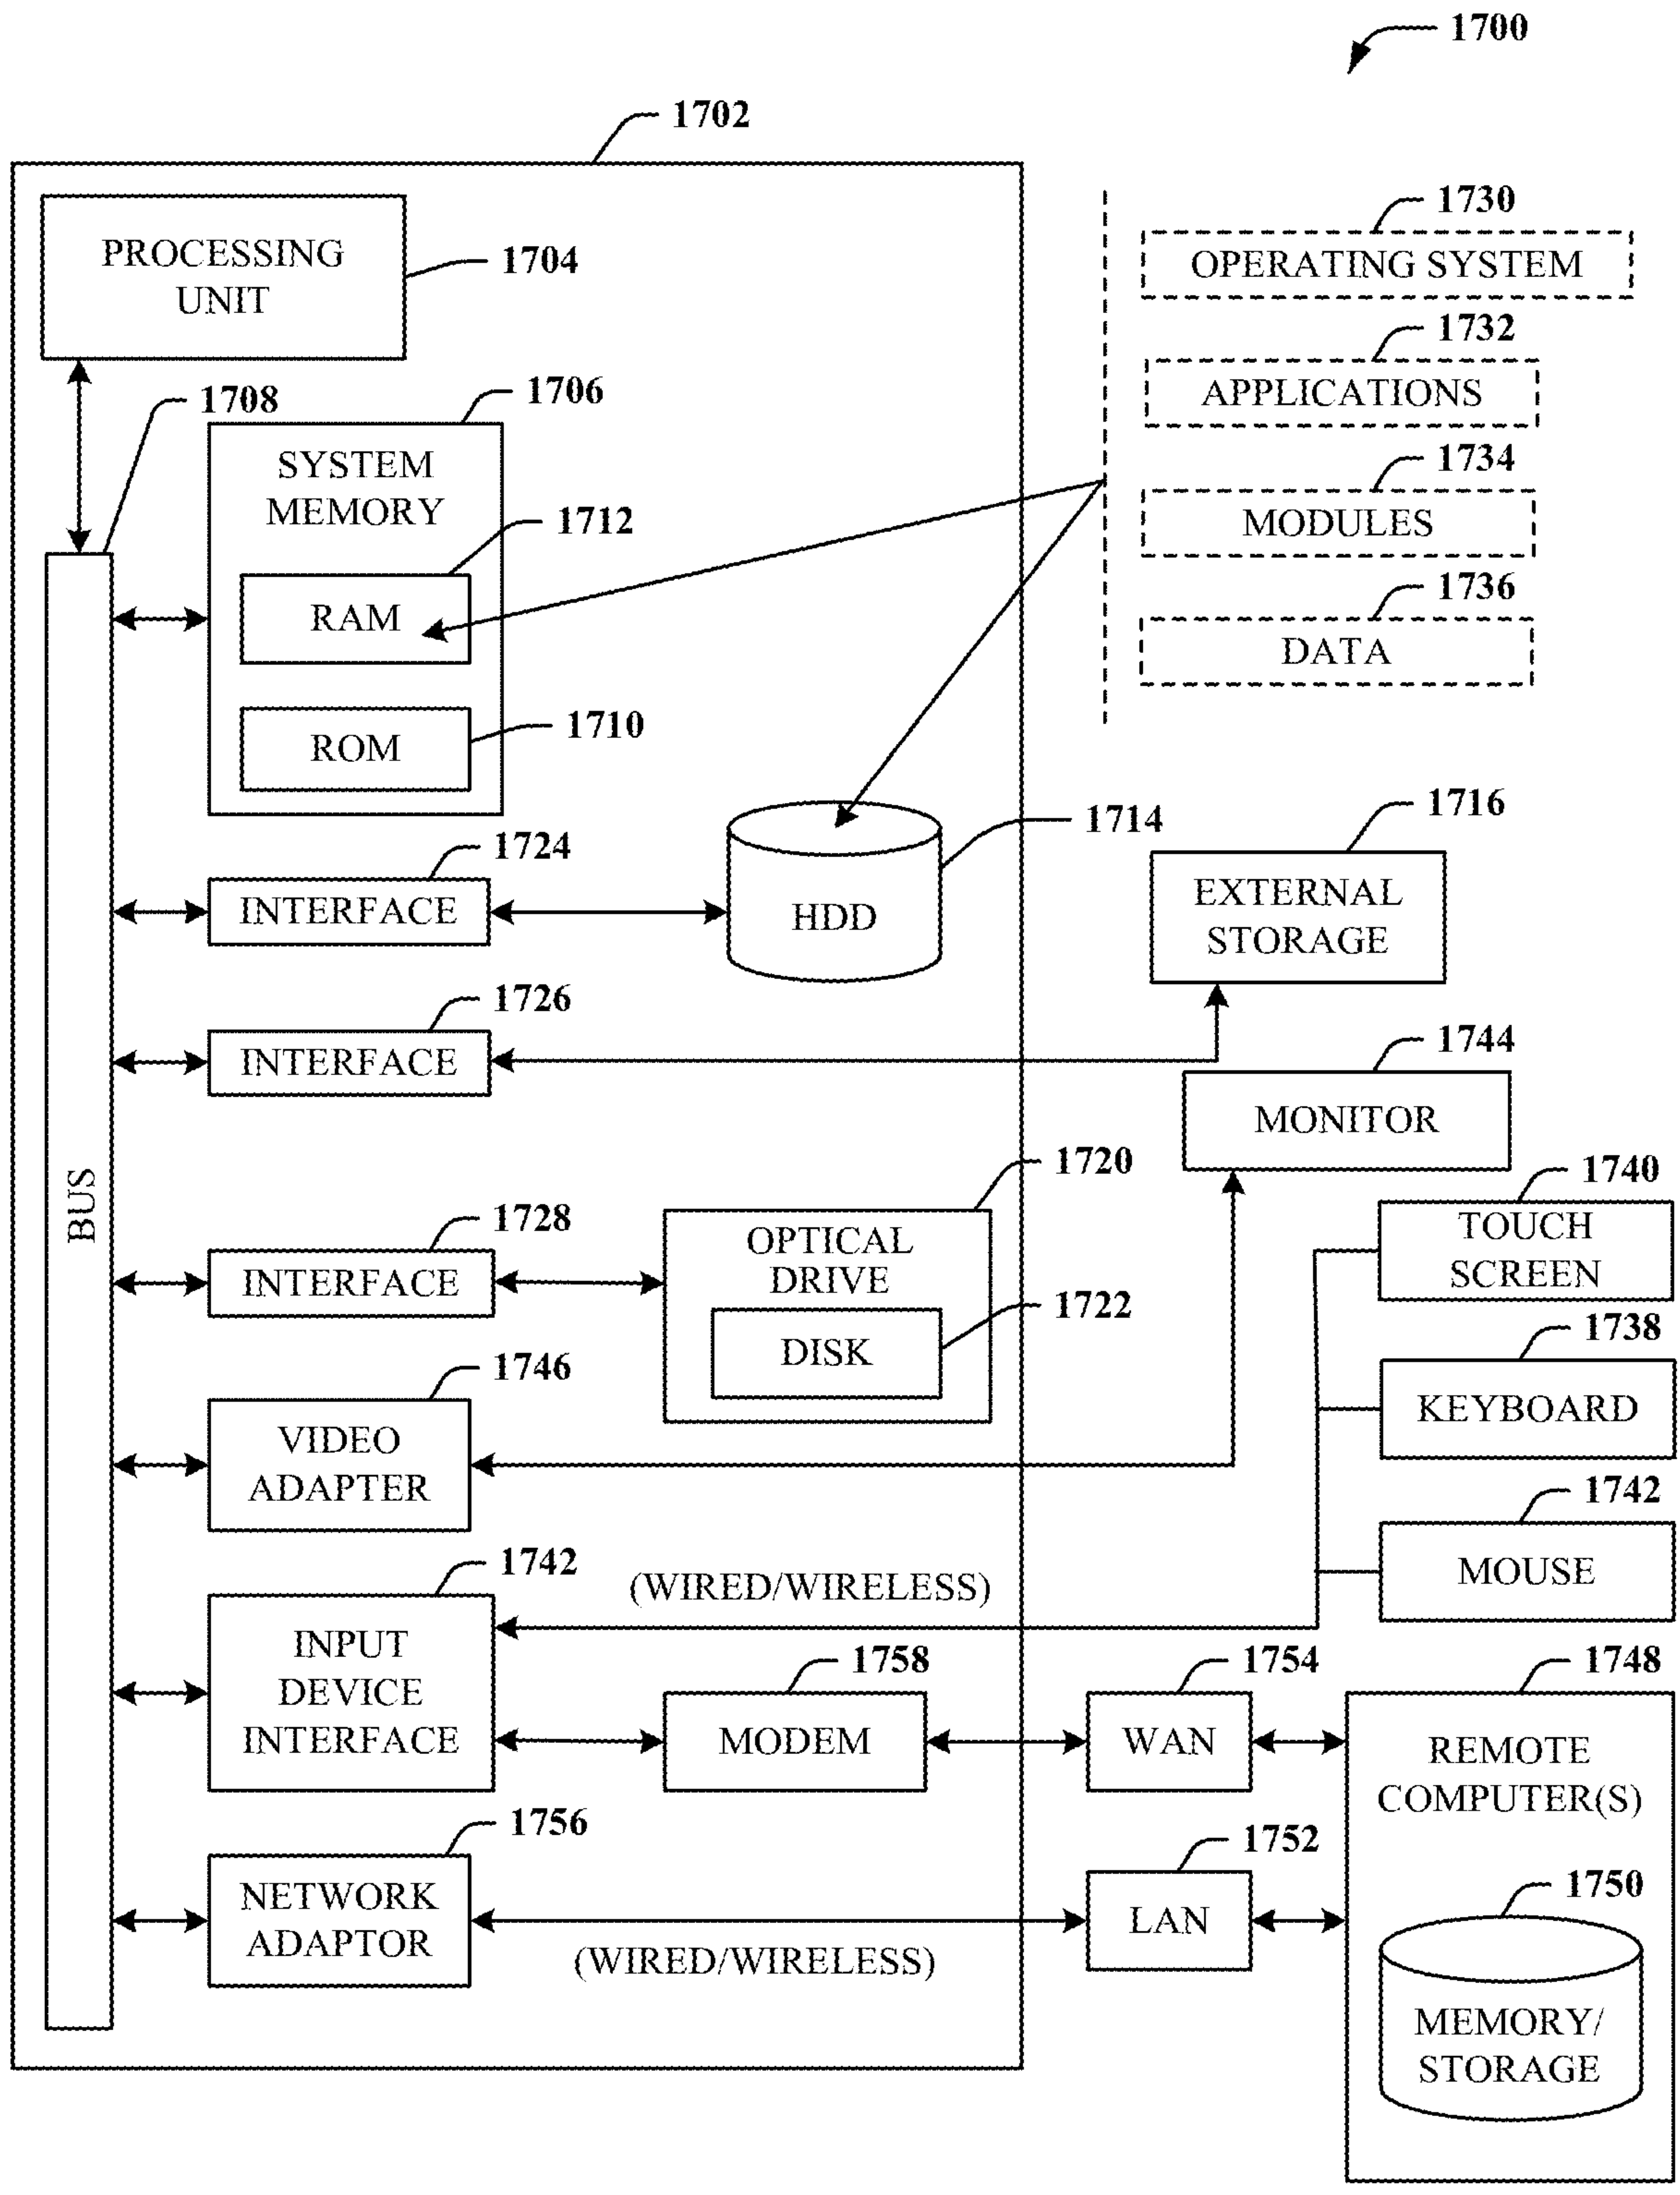 1700
1702
PROCESSING
UNIT
1704
1708
1706
SYSTEM
MEMORY
1712
RAM
1710
ROM
1730
OPERATING SYSTEM
1732
APPLICATIONS
1734
MODULES
1736
DATA
1724
INTERFACE
1714
HDD
1716
EXTERNAL
STORAGE
1726
INTERFACE
1744
MONITOR
BUS
1728
INTERFACE
1720
OPTICAL
DRIVE
1722
DISK
1740
TOUCH
SCREEN
1738
KEYBOARD
1742
MOUSE
1746
VIDEO
ADAPTER
1742
INPUT
DEVICE
INTERFACE
(WIRED/WIRELESS)
1758
MODEM
1754
WAN
1748
REMOTE
COMPUTER(S)
1756
NETWORK
ADAPTOR
(WIRED/WIRELESS)
1752
LAN
1750
MEMORY/
STORAGE